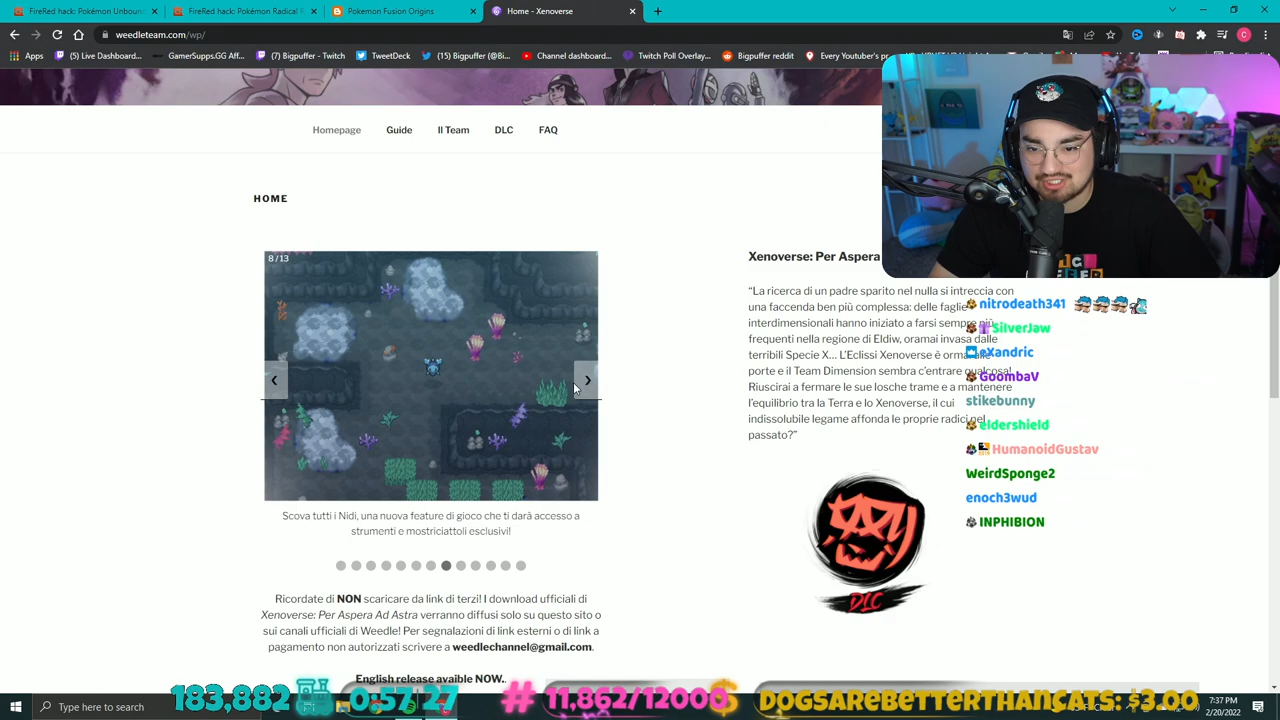 FireRed hack: Pokémon Unboun
FireRed hack: Pokémon Radical R
Pokemon Fusion Origins
Home - Xenoverse
weedleteam.com/wp/
Apps
(5) Live Dashboard...
GamerSupps.GG Aff...
(7) Bigpuffer - Twitch
TweetDeck
(15) Bigpuffer (@Bi...
Channel dashboard...
Twitch Poll Overlay...
Bigpuffer reddit
Every Youtuber's p...
Homepage
Guide
Il Team
DLC
FAQ
HOME
8 / 13
Scova tutti i Nidi, una nuova feature di gioco che ti darà accesso a
strumenti e mostriciattoli esclusivi!
Ricordate di NON scaricare da link di terzi! I download ufficiali di
Xenoverse: Per Aspera Ad Astra verranno diffusi solo su questo sito o
sui canali ufficiali di Weedle! Per segnalazioni di link esterni o di link a
pagamento non autorizzati scrivere a weedlechannel@gmail.com.
English release avaible NOW..
Xenoverse: Per Aspera
“La ricerca di un padre sparito nel nulla si intreccia con
una faccenda ben più complessa: delle faglie
interdimensionali hanno iniziato a farsi sempre più
frequenti nella regione di Eldiw, oramai invasa dalle
terribili Specie X... L’Eclissi Xenoverse è ormai alle
porte e il Team Dimension sembra c’entrare qualcosa!
Riuscirai a fermare le sue losche trame e a mantenere
l’equilibrio tra la Terra e lo Xenoverse, il cui
indissolubile legame affonda le proprie radici nel
passato?”
DLC
nitrodeath341
SilverJaw
eXandric
GoombaV
stikebunny
eldershield
HumanoidGustav
WeirdSponge2
enoch3wud
INPHIBION
183,882
0:57:27
# 11,862/12000
DOGSAREBETTERTHANCATS: $3.00
Type here to search
7:37 PM
2/20/2022